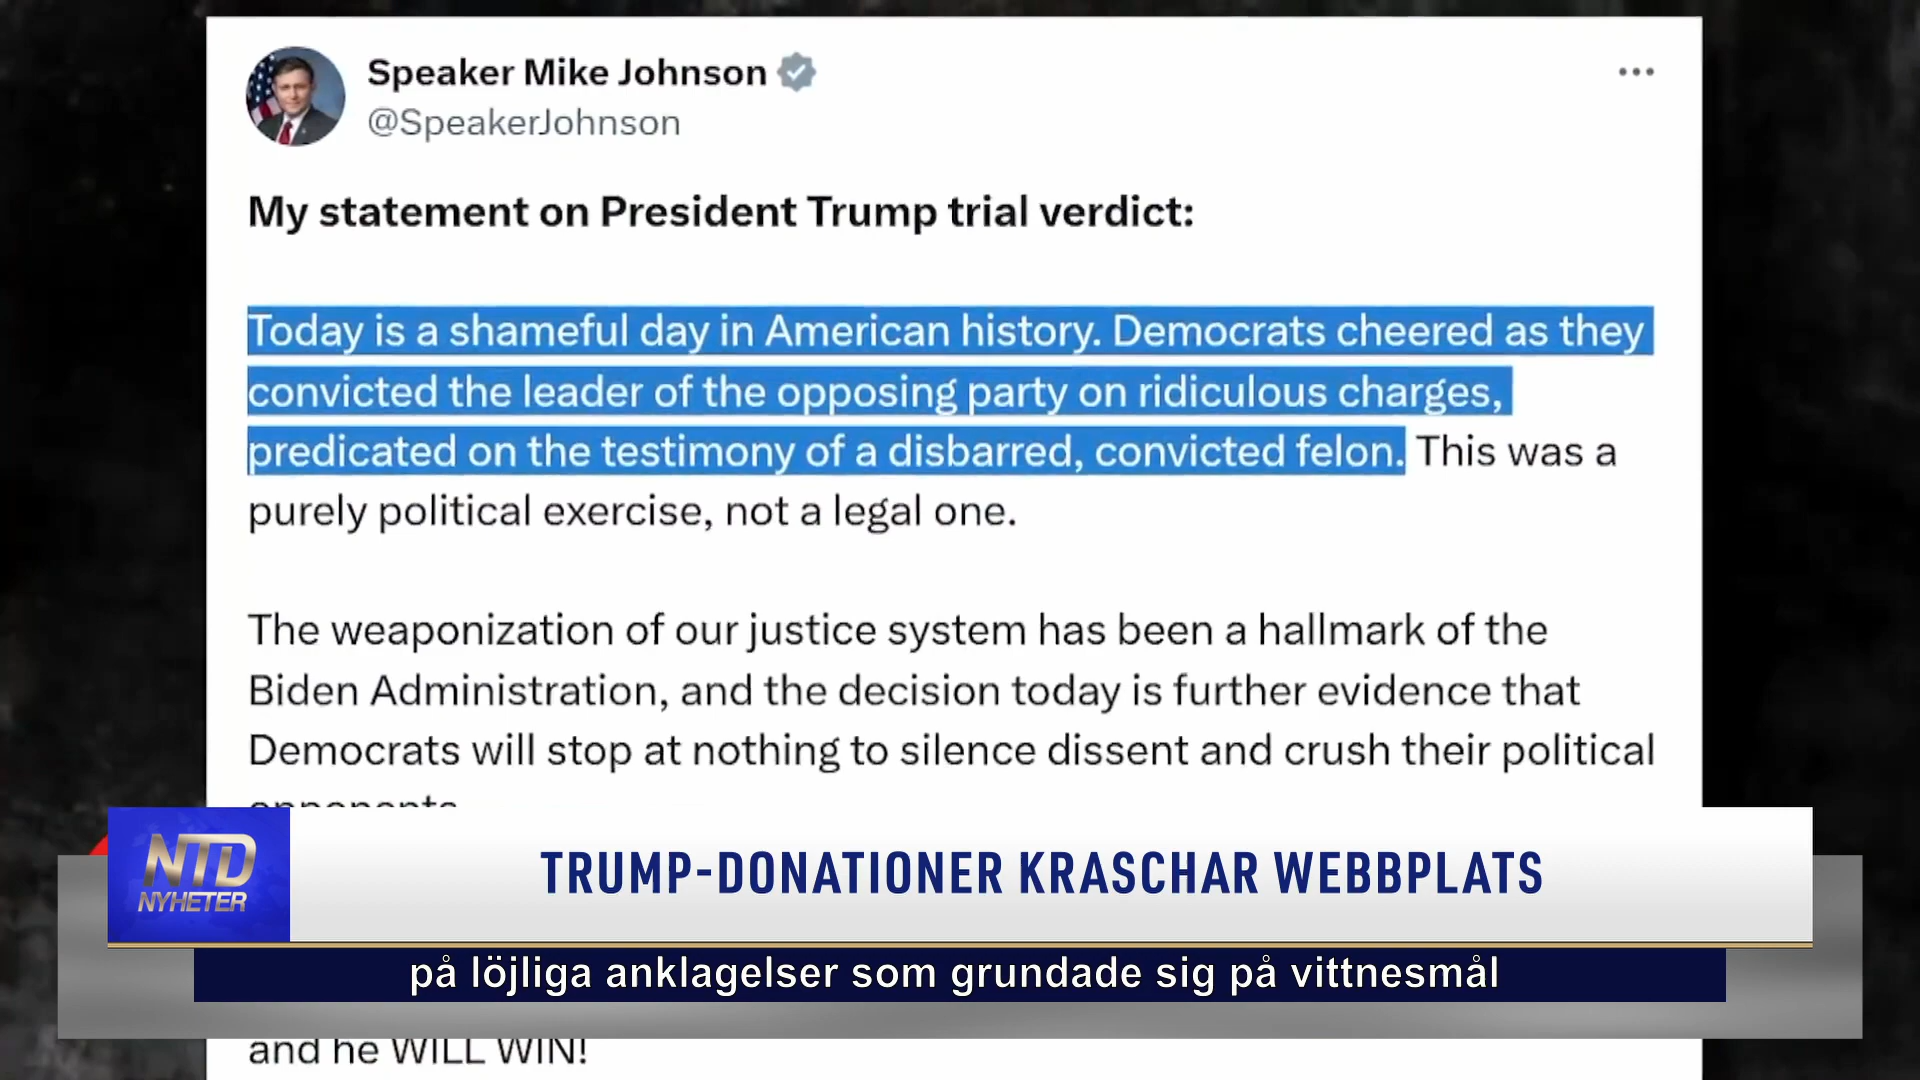 Speaker Mike Johnson
@SpeakerJohnson
My statement on President Trump trial verdict:
Today is a shameful day in American history. Democrats cheered as they
convicted the leader of the opposing party on ridiculous charges,
predicated on the testimony of a disbarred, convicted felon. This was a
purely political exercise, not a legal one.
The weaponization of our justice system has been a hallmark of the
Biden Administration, and the decision today is further evidence that
Democrats will stop at nothing to silence dissent and crush their political
opponents.
NTD
NYHETER
TRUMP-DONATIONER KRASCHAR WEBBPLATS
på löjliga anklagelser som grundade sig på vittnesmål
and he WILL WIN!